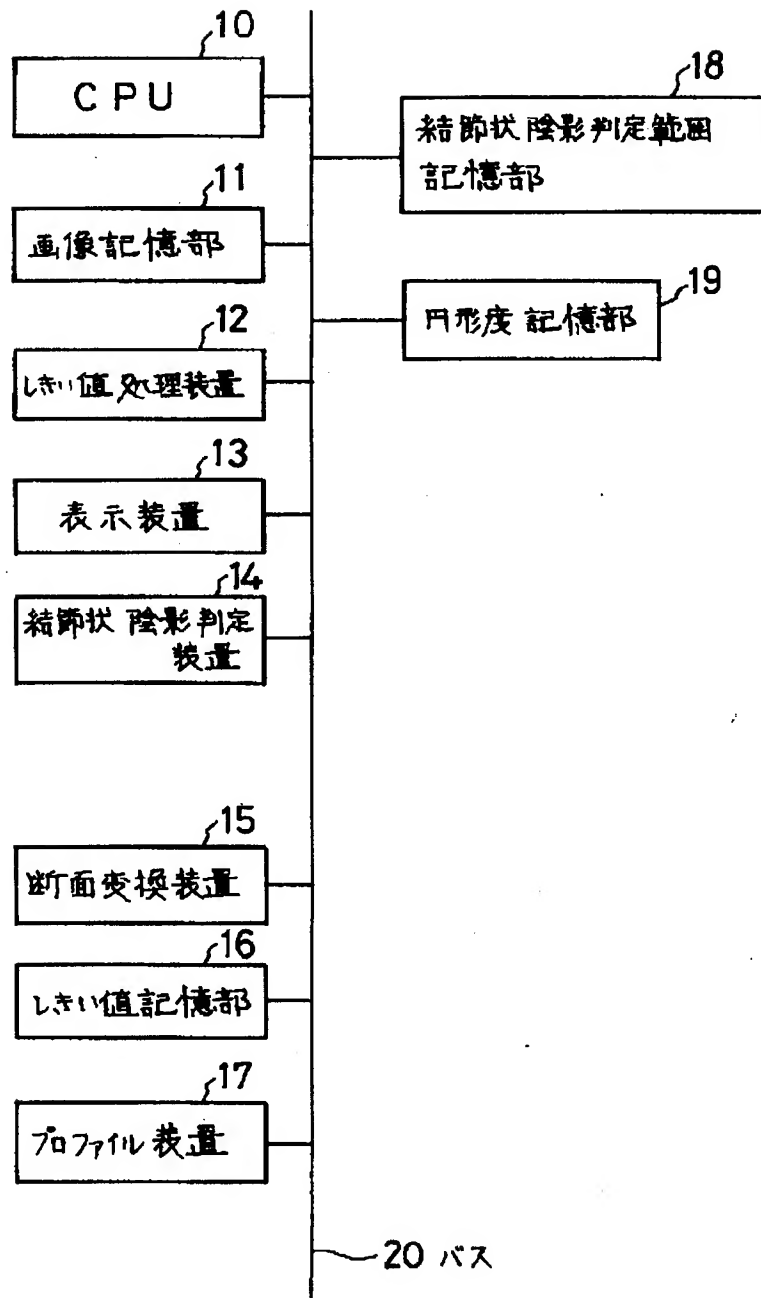 10
CPU
11
画像記憶部
12
しきい値処理装置
13
表示装置
14
結節状陰影判定
装置
15
断面変換装置
16
しきい値記憶部
17
プロファイル装置
18
結節状陰影判定範囲
記憶部
19
円形度記憶部
20 バス